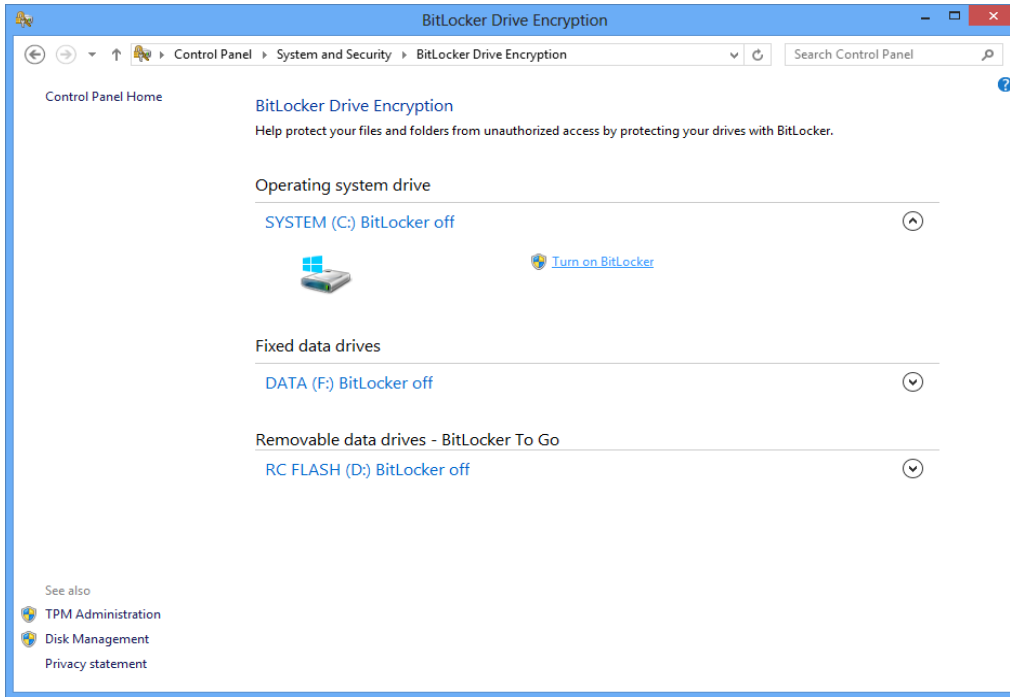 BitLocker Drive Encryption
Control Panel ▸ System and Security ▸ BitLocker Drive Encryption
Search Control Panel
Control Panel Home
BitLocker Drive Encryption
Help protect your files and folders from unauthorized access by protecting your drives with BitLocker.
Operating system drive
SYSTEM (C:) BitLocker off
Turn on BitLocker
Fixed data drives
DATA (F:) BitLocker off
Removable data drives - BitLocker To Go
RC FLASH (D:) BitLocker off
See also
TPM Administration
Disk Management
Privacy statement